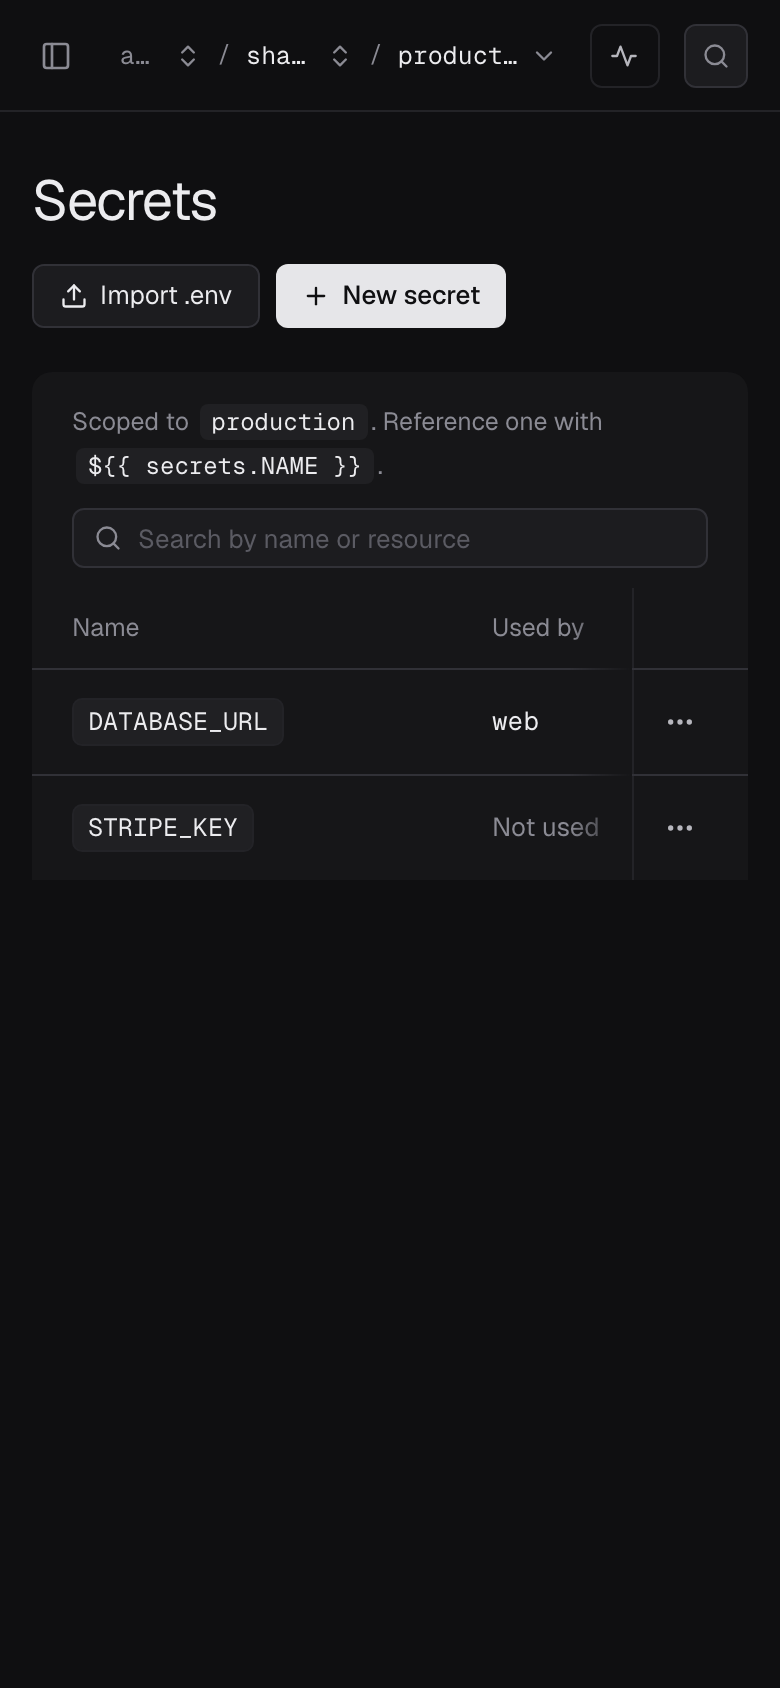 a… / sha… / product…
Secrets
Import .env
New secret
Scoped to production. Reference one with
${{ secrets.NAME }}.
Search by name or resource
Name Used by
DATABASE_URL web
STRIPE_KEY Not used